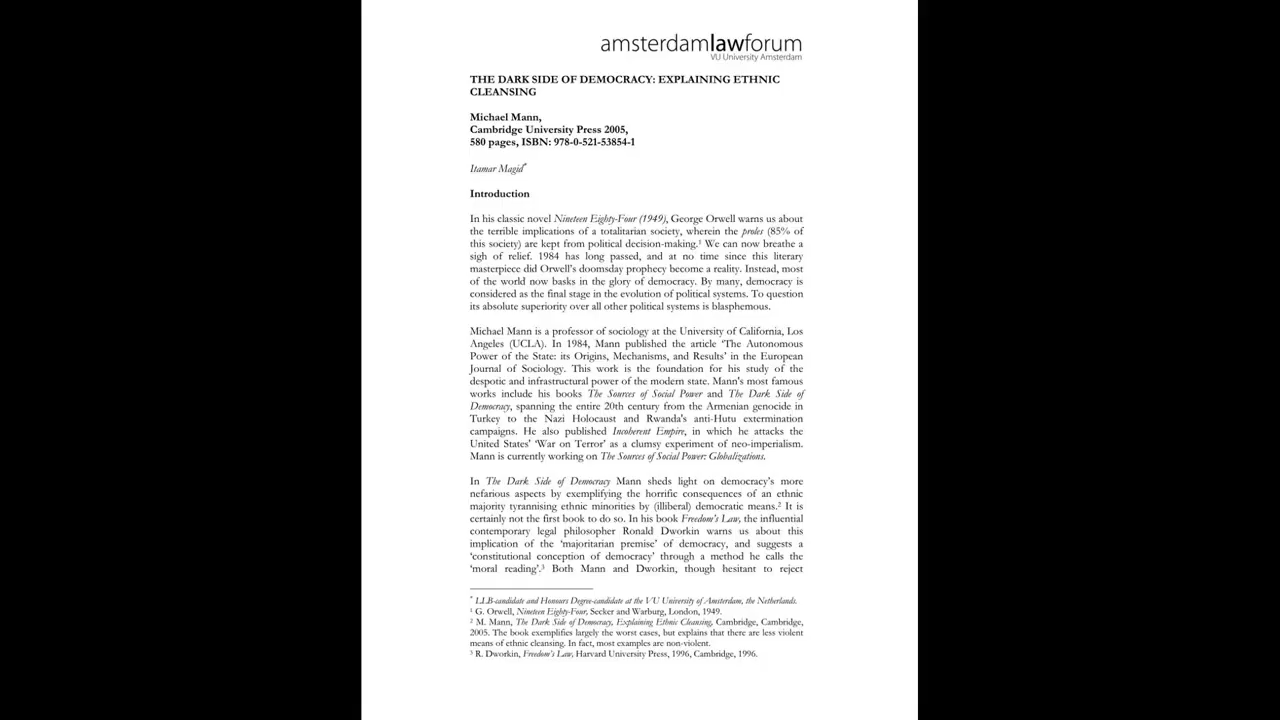 amsterdamlawforum
VU University Amsterdam
THE DARK SIDE OF DEMOCRACY: EXPLAINING ETHNIC
CLEANSING
Michael Mann,
Cambridge University Press 2005,
580 pages, ISBN: 978-0-521-53854-1
Itamar Magid*
Introduction
In his classic novel Nineteen Eighty-Four (1949), George Orwell warns us about
the terrible implications of a totalitarian society, wherein the proles (85% of
this society) are kept from political decision-making.¹ We can now breathe a
sigh of relief. 1984 has long passed, and at no time since this literary
masterpiece did Orwell's doomsday prophecy become a reality. Instead, most
of the world now basks in the glory of democracy. By many, democracy is
considered as the final stage in the evolution of political systems. To question
its absolute superiority over all other political systems is blasphemous.
Michael Mann is a professor of sociology at the University of California, Los
Angeles (UCLA). In 1984, Mann published the article 'The Autonomous
Power of the State: its Origins, Mechanisms, and Results' in the European
Journal of Sociology. This work is the foundation for his study of the
despotic and infrastructural power of the modern state. Mann's most famous
works include his books The Sources of Social Power and The Dark Side of
Democracy, spanning the entire 20th century from the Armenian genocide in
Turkey to the Nazi Holocaust and Rwanda's anti-Hutu extermination
campaigns. He also published Incoherent Empire, in which he attacks the
United States' 'War on Terror' as a clumsy experiment of neo-imperialism.
Mann is currently working on The Sources of Social Power: Globalizations.
In The Dark Side of Democracy Mann sheds light on democracy's more
nefarious aspects by exemplifying the horrific consequences of an ethnic
majority tyrannising ethnic minorities by (illiberal) democratic means.² It is
certainly not the first book to do so. In his book Freedom's Law, the influential
contemporary legal philosopher Ronald Dworkin warns us about this
implication of the 'majoritarian premise' of democracy, and suggests a
'constitutional conception of democracy' through a method he calls the
'moral reading'.³ Both Mann and Dworkin, though hesitant to reject
* LLB-candidate and Honours Degree-candidate at the VU University of Amsterdam, the Netherlands.
¹ G. Orwell, Nineteen Eighty-Four, Secker and Warburg, London, 1949.
² M. Mann, The Dark Side of Democracy, Explaining Ethnic Cleansing, Cambridge, Cambridge,
2005. The book exemplifies largely the worst cases, but explains that there are less violent
means of ethnic cleansing. In fact, most examples are non-violent.
³ R. Dworkin, Freedom's Law, Harvard University Press, 1996, Cambridge, 1996.